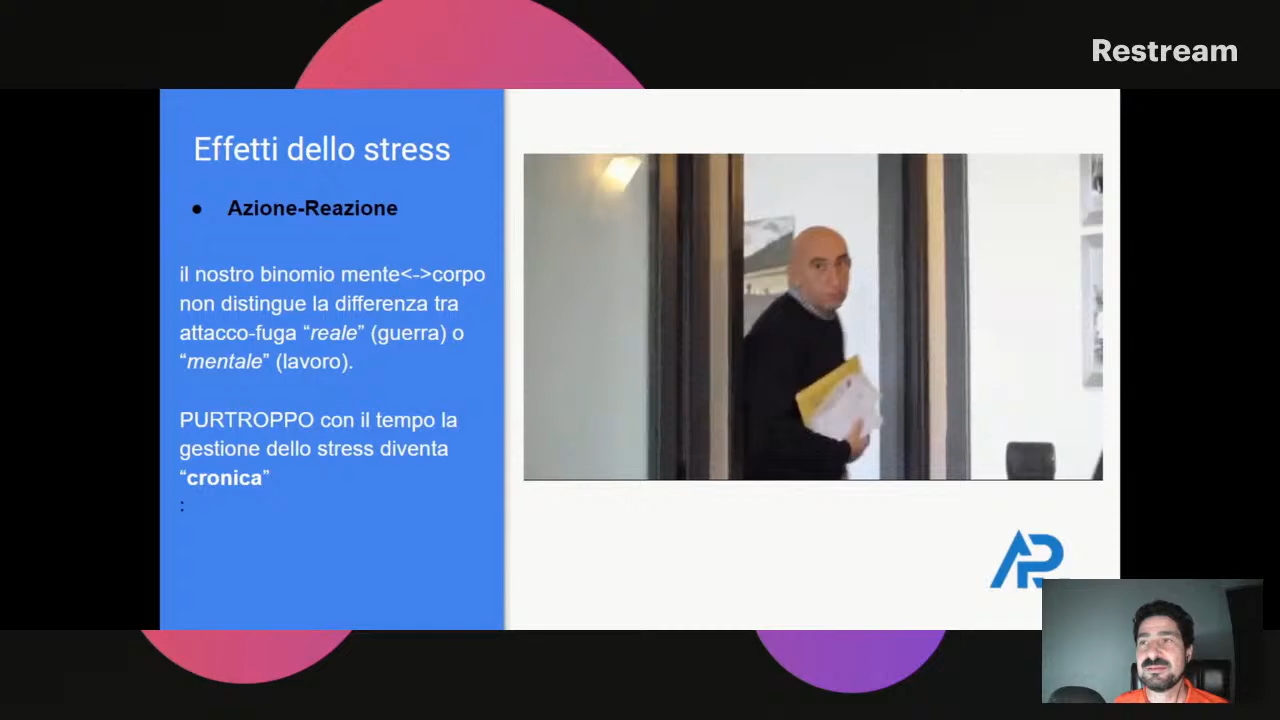 Restream
Effetti dello stress
● Azione-Reazione
il nostro binomio mente<->corpo
non distingue la differenza tra
attacco-fuga “reale” (guerra) o
“mentale” (lavoro).
PURTROPPO con il tempo la
gestione dello stress diventa
“cronica”
:
AP